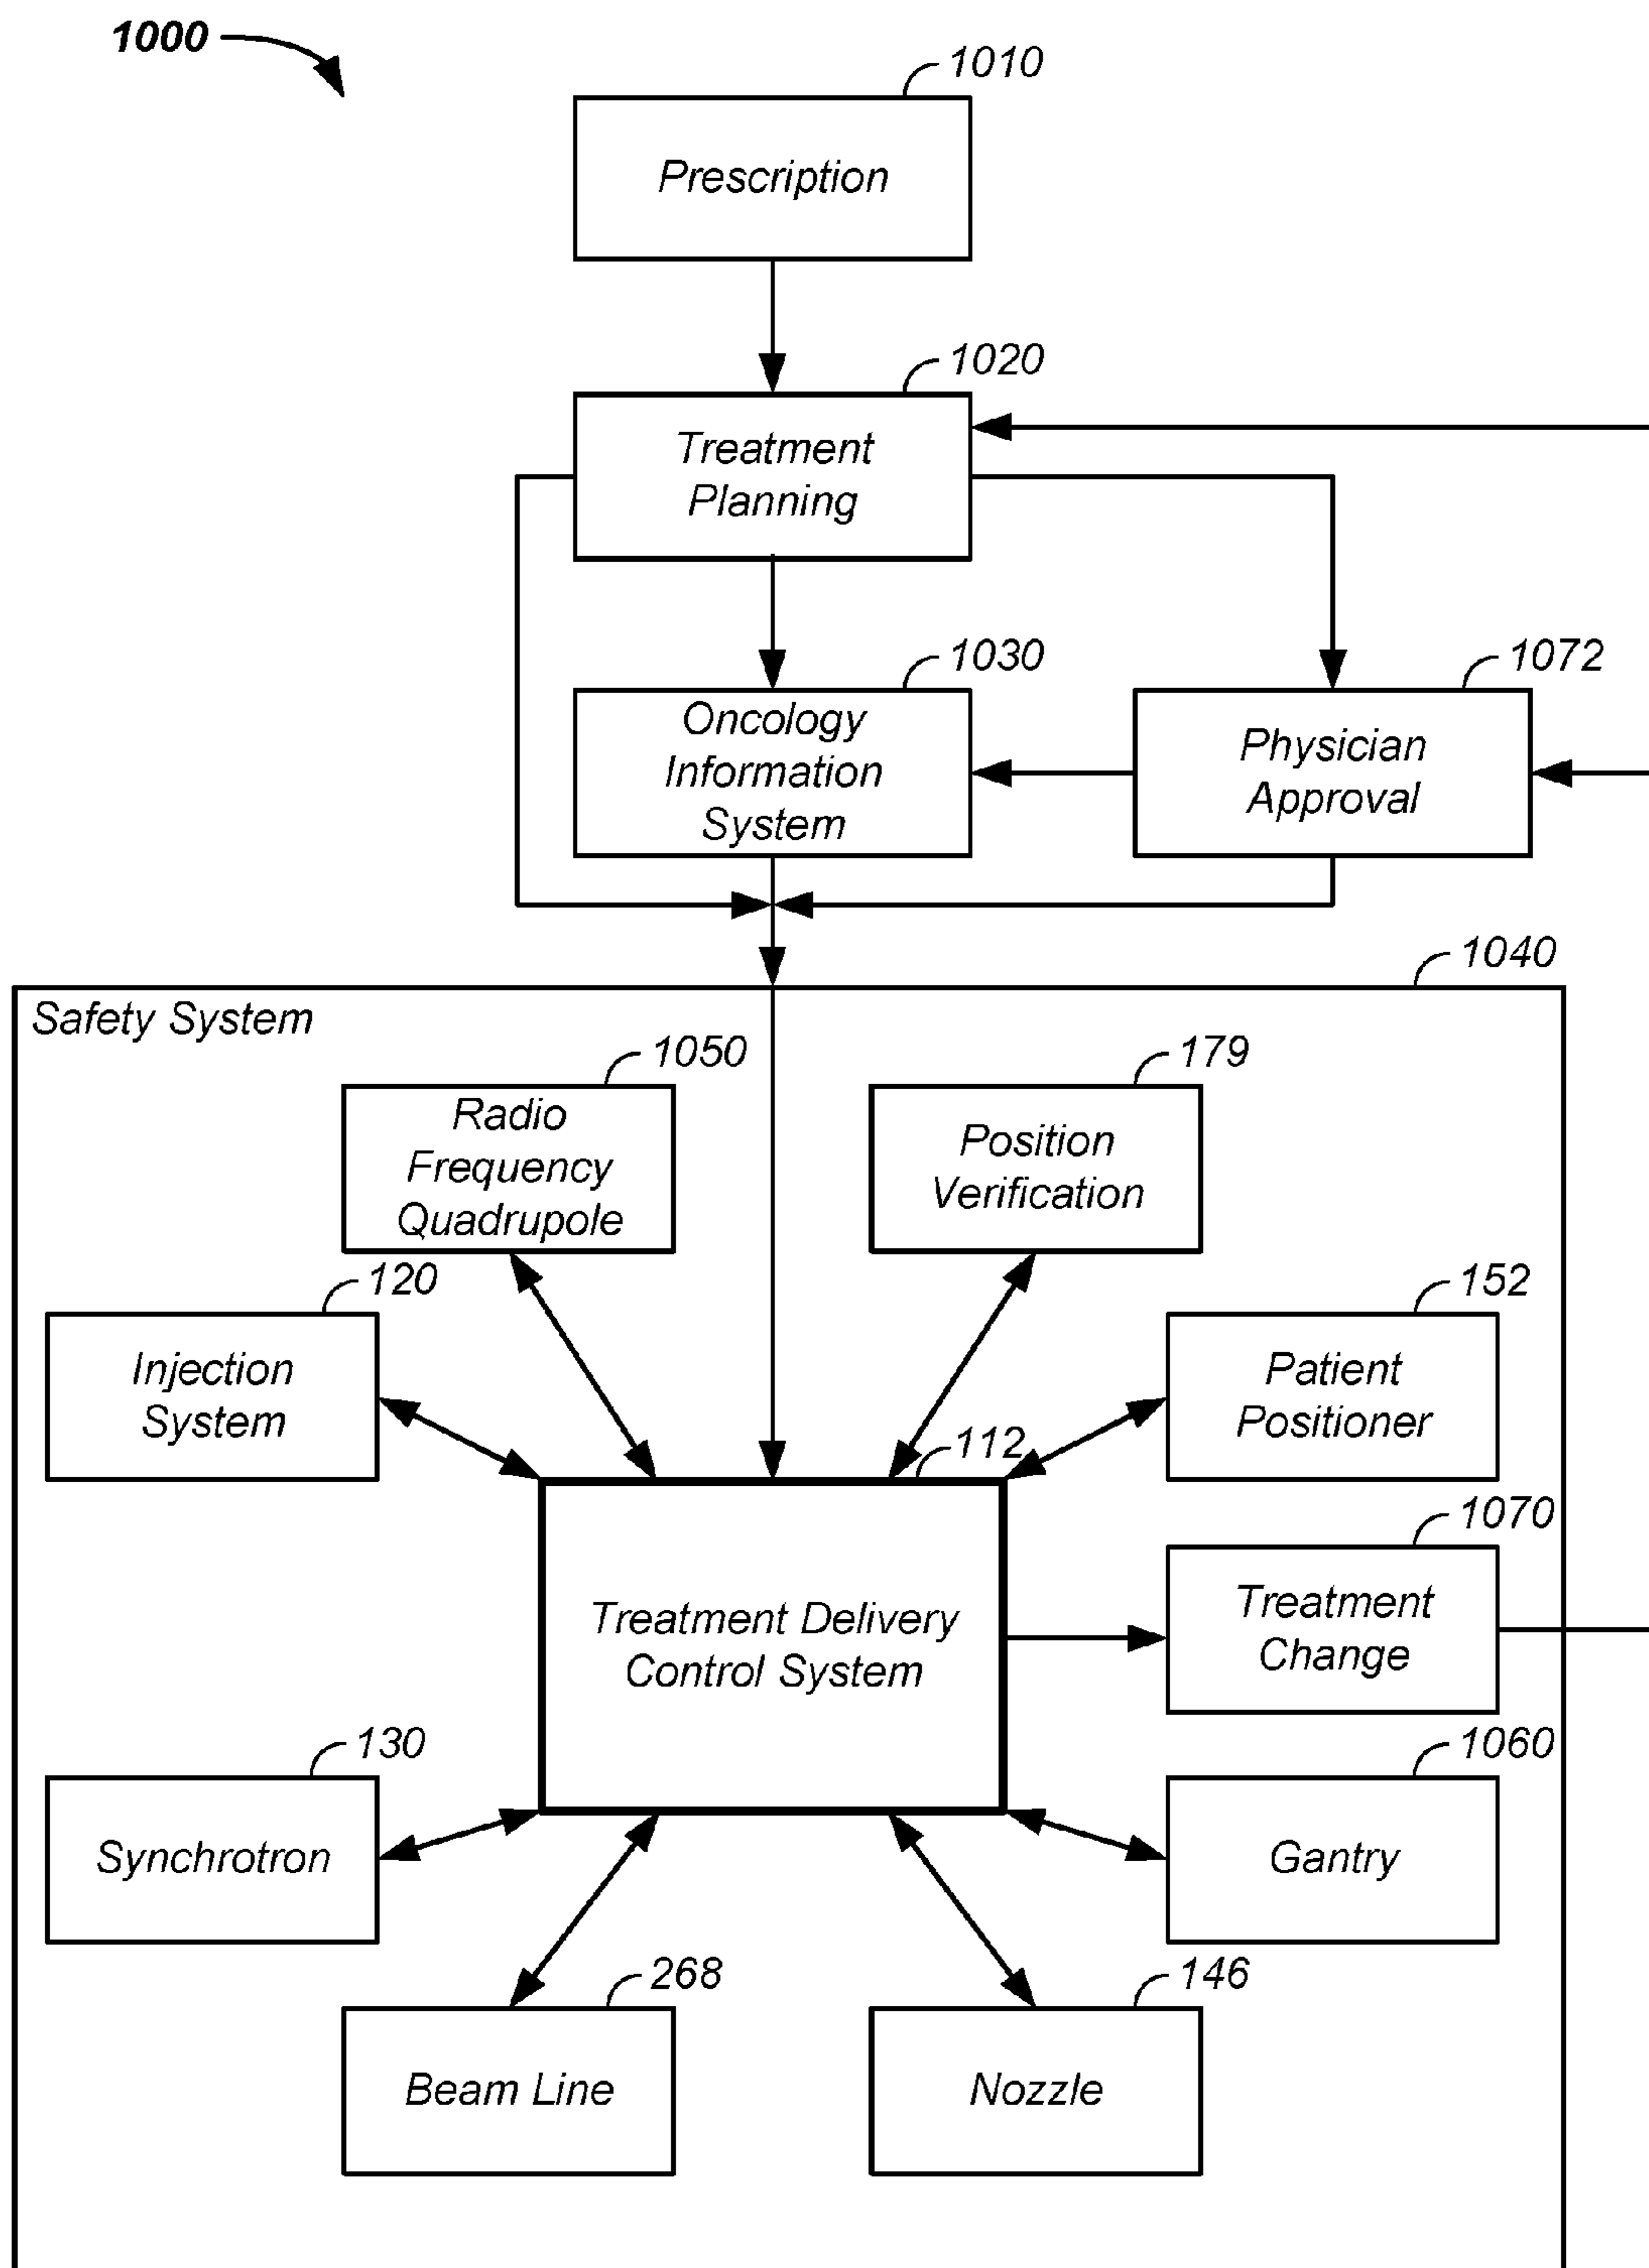 1000
1010
Prescription
1020
Treatment
Planning
1030
Oncology
Information
System
1072
Physician
Approval
1040
Safety System
1050
Radio
Frequency
Quadrupole
179
Position
Verification
120
Injection
System
152
Patient
Positioner
112
Treatment Delivery
Control System
1070
Treatment
Change
130
Synchrotron
1060
Gantry
268
Beam Line
146
Nozzle